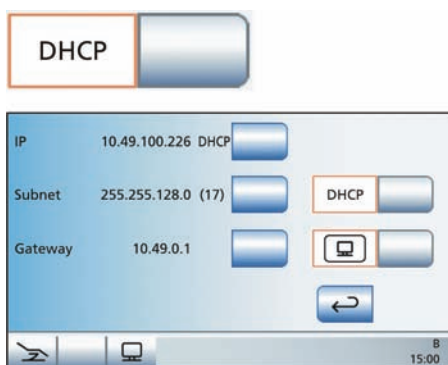 DHCP
IP 10.49.100.226 DHCP
Subnet 255.255.128.0 (17) DHCP
Gateway 10.49.0.1
B
15:00